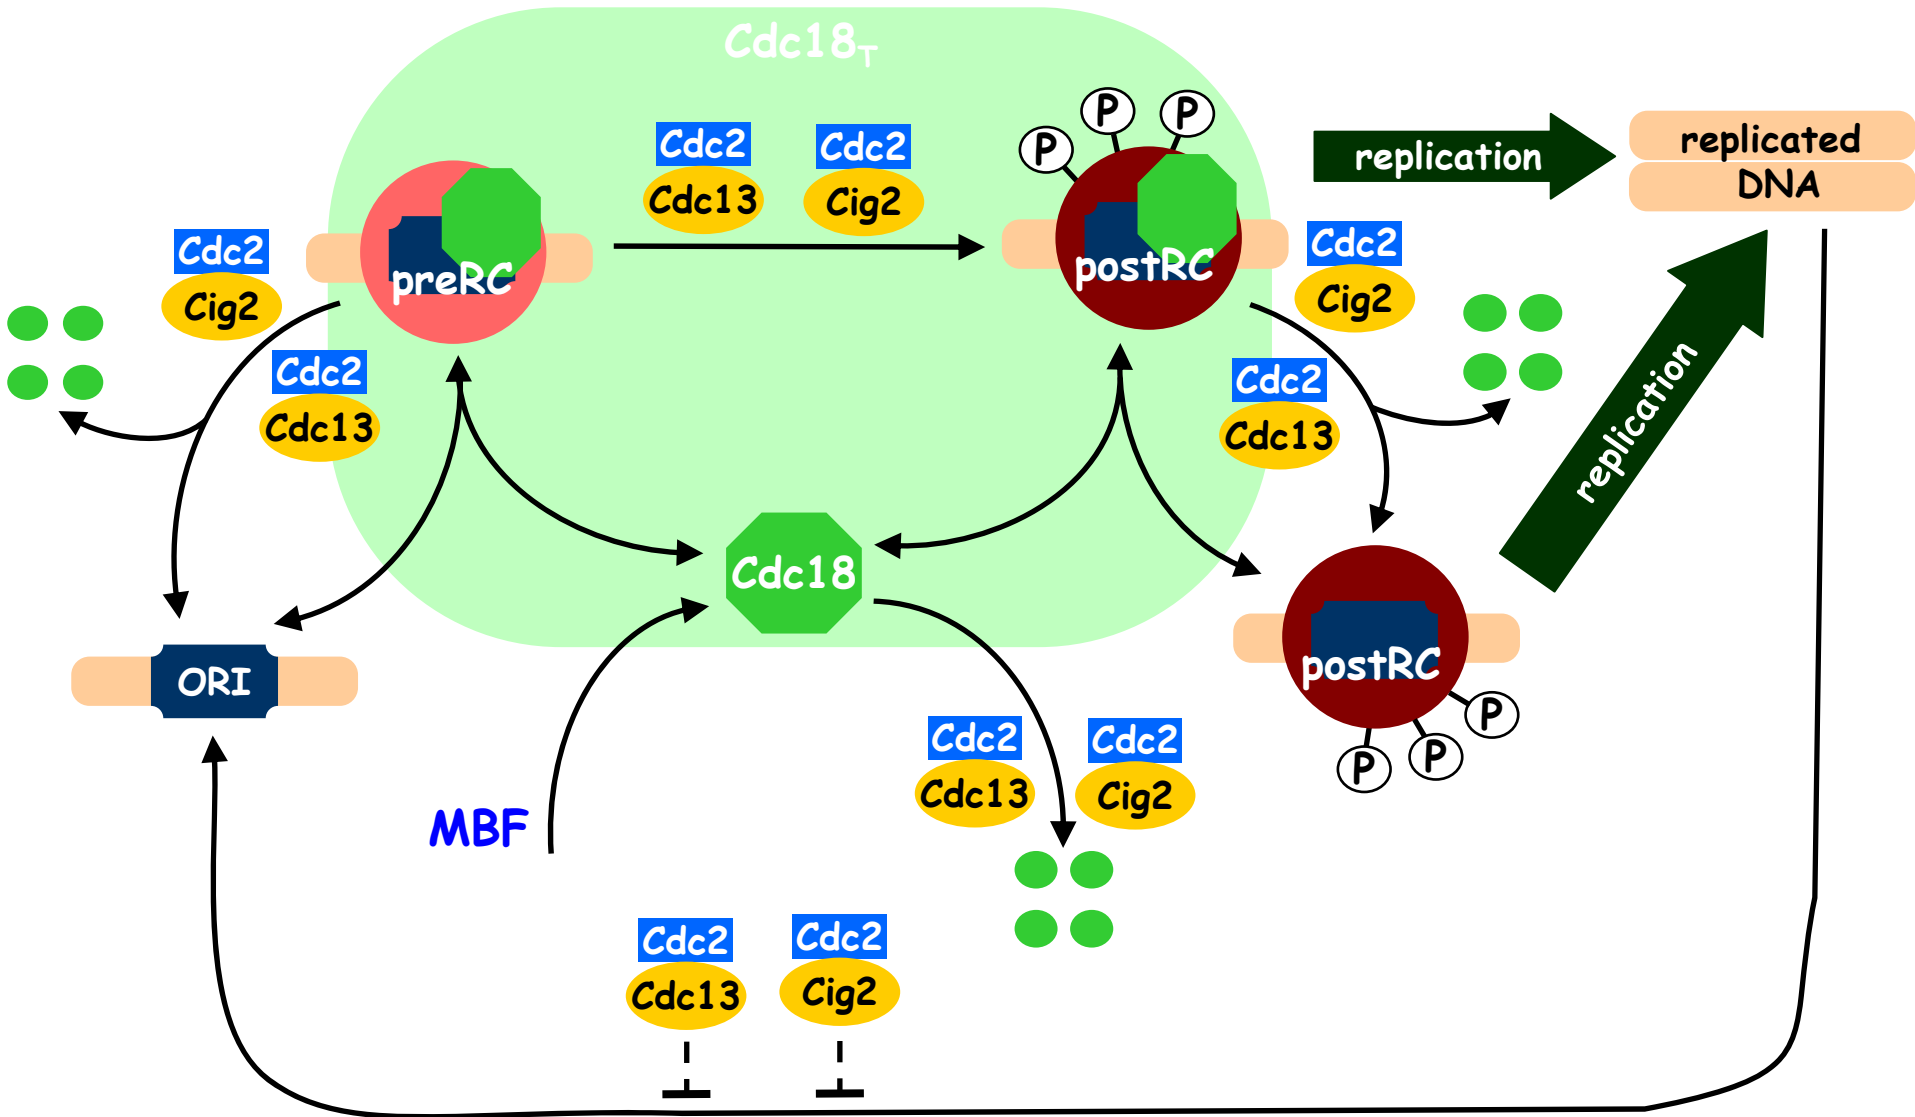 Cdc18T
P
P
P
Cdc2
Cdc13
Cdc2
Cig2
replication
replicated
DNA
Cdc2
Cig2
preRC
postRC
Cdc2
Cig2
Cdc2
Cdc13
Cdc2
Cdc13
replication
Cdc18
ORI
postRC
P
P
P
MBF
Cdc2
Cdc13
Cdc2
Cig2
Cdc2
Cdc13
Cdc2
Cig2